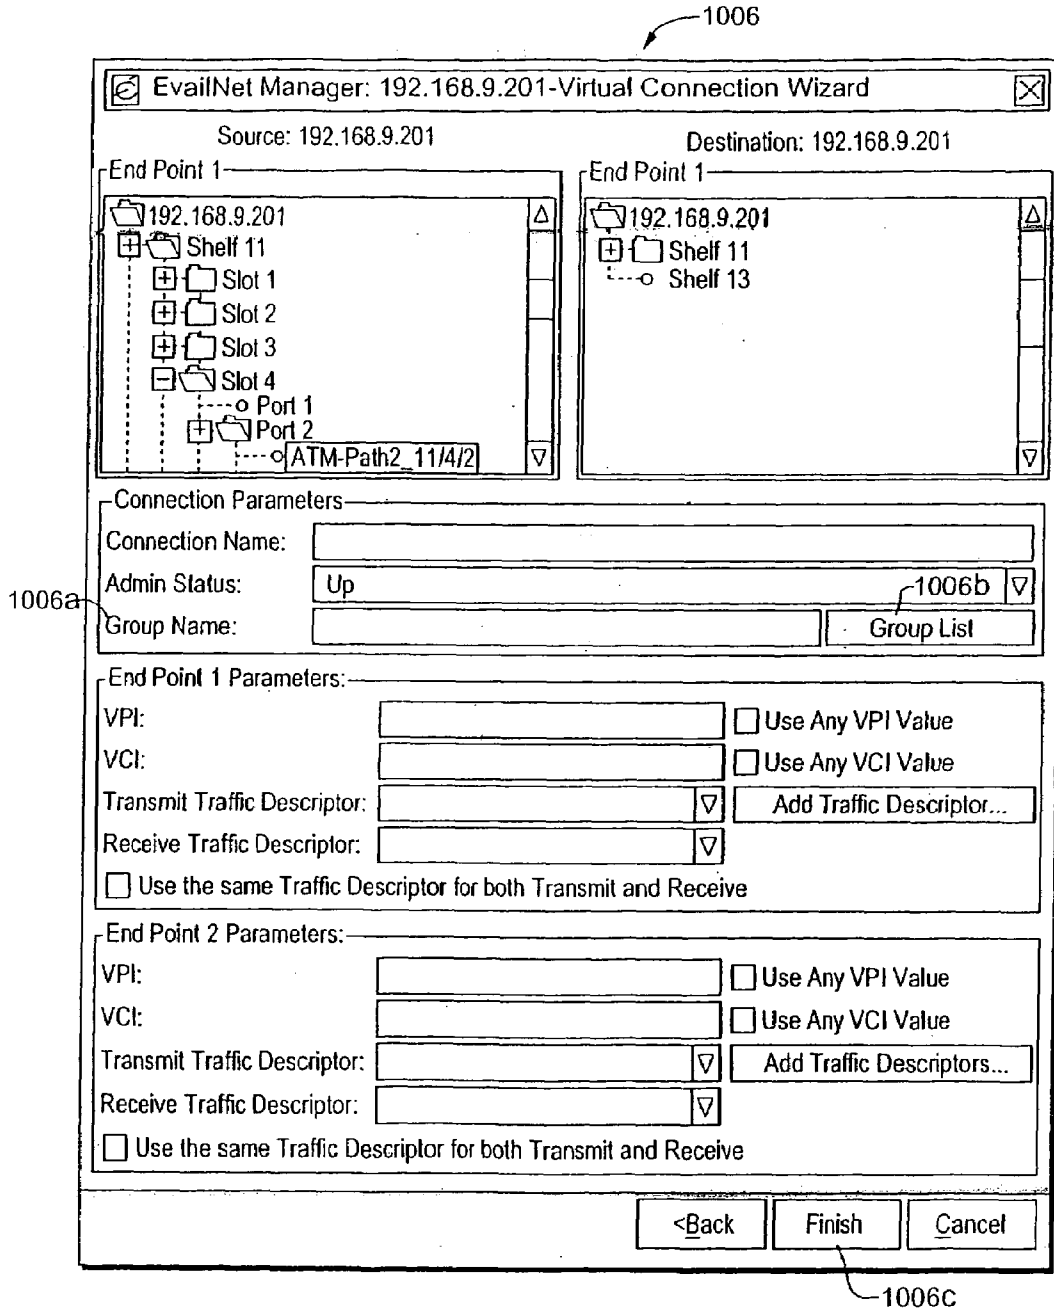 1006
EvailNet Manager: 192.168.9.201-Virtual Connection Wizard
Source: 192.168.9.201
Destination: 192.168.9.201
End Point 1
192.168.9.201
Shelf 11
Slot 1
Slot 2
Slot 3
Slot 4
Port 1
Port 2
ATM-Path2_11/4/2
End Point 1
192.168.9.201
Shelf 11
Shelf 13
Connection Parameters
Connection Name:
Admin Status: Up 1006b
1006a
Group Name: Group List
End Point 1 Parameters:
VPI: Use Any VPI Value
VCI: Use Any VCI Value
Transmit Traffic Descriptor: Add Traffic Descriptor...
Receive Traffic Descriptor:
Use the same Traffic Descriptor for both Transmit and Receive
End Point 2 Parameters:
VPI: Use Any VPI Value
VCI: Use Any VCI Value
Transmit Traffic Descriptor: Add Traffic Descriptors...
Receive Traffic Descriptor:
Use the same Traffic Descriptor for both Transmit and Receive
<Back Finish Cancel
1006c